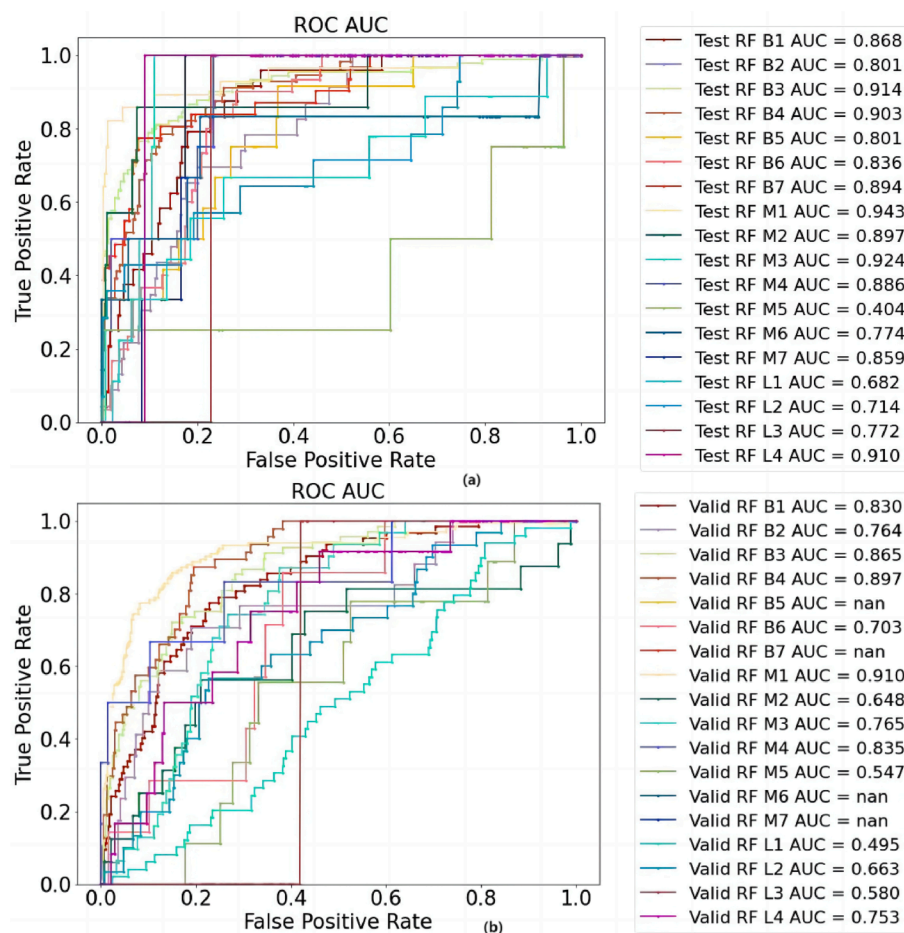 ROC AUC
1.0
0.8
0.6
0.4
0.2
0.0
True Positive Rate
0.0 0.2 0.4 0.6 0.8 1.0
False Positive Rate
(a)
Test RF B1 AUC = 0.868
Test RF B2 AUC = 0.801
Test RF B3 AUC = 0.914
Test RF B4 AUC = 0.903
Test RF B5 AUC = 0.801
Test RF B6 AUC = 0.836
Test RF B7 AUC = 0.894
Test RF M1 AUC = 0.943
Test RF M2 AUC = 0.897
Test RF M3 AUC = 0.924
Test RF M4 AUC = 0.886
Test RF M5 AUC = 0.404
Test RF M6 AUC = 0.774
Test RF M7 AUC = 0.859
Test RF L1 AUC = 0.682
Test RF L2 AUC = 0.714
Test RF L3 AUC = 0.772
Test RF L4 AUC = 0.910
ROC AUC
1.0
0.8
0.6
0.4
0.2
0.0
True Positive Rate
0.0 0.2 0.4 0.6 0.8 1.0
False Positive Rate
(b)
Valid RF B1 AUC = 0.830
Valid RF B2 AUC = 0.764
Valid RF B3 AUC = 0.865
Valid RF B4 AUC = 0.897
Valid RF B5 AUC = nan
Valid RF B6 AUC = 0.703
Valid RF B7 AUC = nan
Valid RF M1 AUC = 0.910
Valid RF M2 AUC = 0.648
Valid RF M3 AUC = 0.765
Valid RF M4 AUC = 0.835
Valid RF M5 AUC = 0.547
Valid RF M6 AUC = nan
Valid RF M7 AUC = nan
Valid RF L1 AUC = 0.495
Valid RF L2 AUC = 0.663
Valid RF L3 AUC = 0.580
Valid RF L4 AUC = 0.753